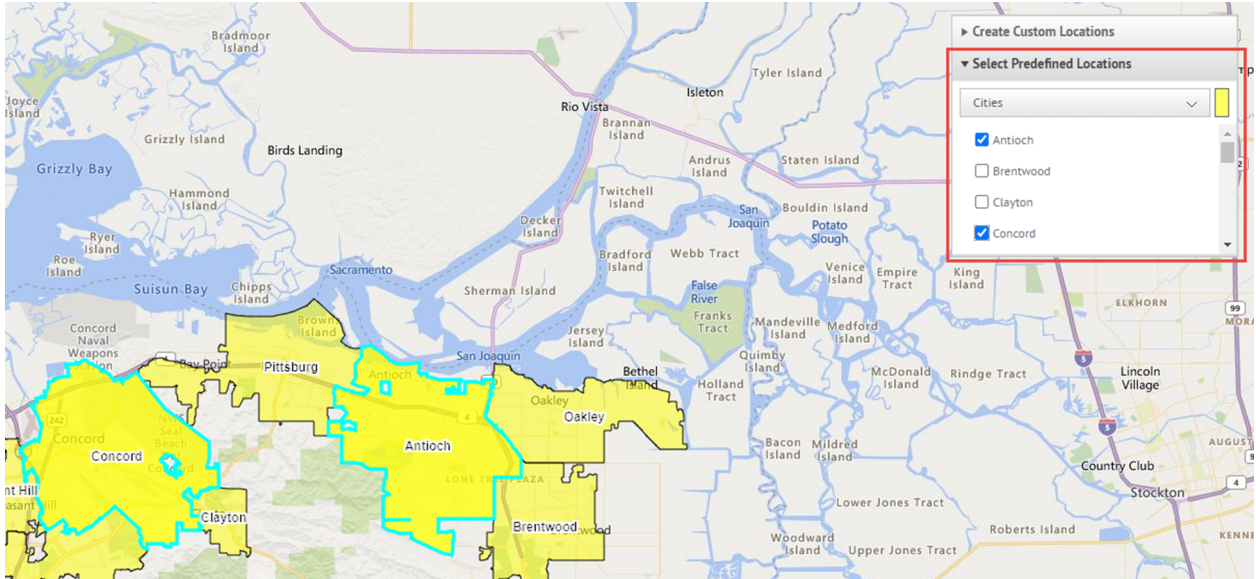 Bradmoor
Island
Joyce
Island
Grizzly Island
Grizzly Bay
Birds Landing
Hammond
Island
Ryer
Island
Roe
Island
Suisun Bay
Chipps
Island
Sacramento
Rio Vista
Isleton
Tyler Island
Brannan
Island
Andrus
Island
Staten Island
Twitchell
Island
Decker
Island
San
Joaquin
Bouldin Island
Potato
Slough
Bradford
Island
Webb Tract
Venice
Island
Empire
Tract
King
Island
Sherman Island
False
River
Franks
Tract
Mandeville
Island
Medford
Island
Jersey
Island
San Joaquin
Quimby
Island
Bethel
Island
Holland
Tract
McDonald
Island
Rindge Tract
Lincoln
Village
ELKHORN
99
5
5
4
Concord
Naval
Weapons
Station
Browns
Island
Bay Point
Pittsburg
Antioch
Antioch
4
Oakley
Oakley
LONE TREE PLAZA
242
Concord
Concord
Clayton
Brentwood
Bacon
Island
Mildred
Island
Country Club
Stockton
Lower Jones Tract
Roberts Island
Woodward
Island
Upper Jones Tract
Create Custom Locations
Select Predefined Locations
Cities
Antioch
Brentwood
Clayton
Concord